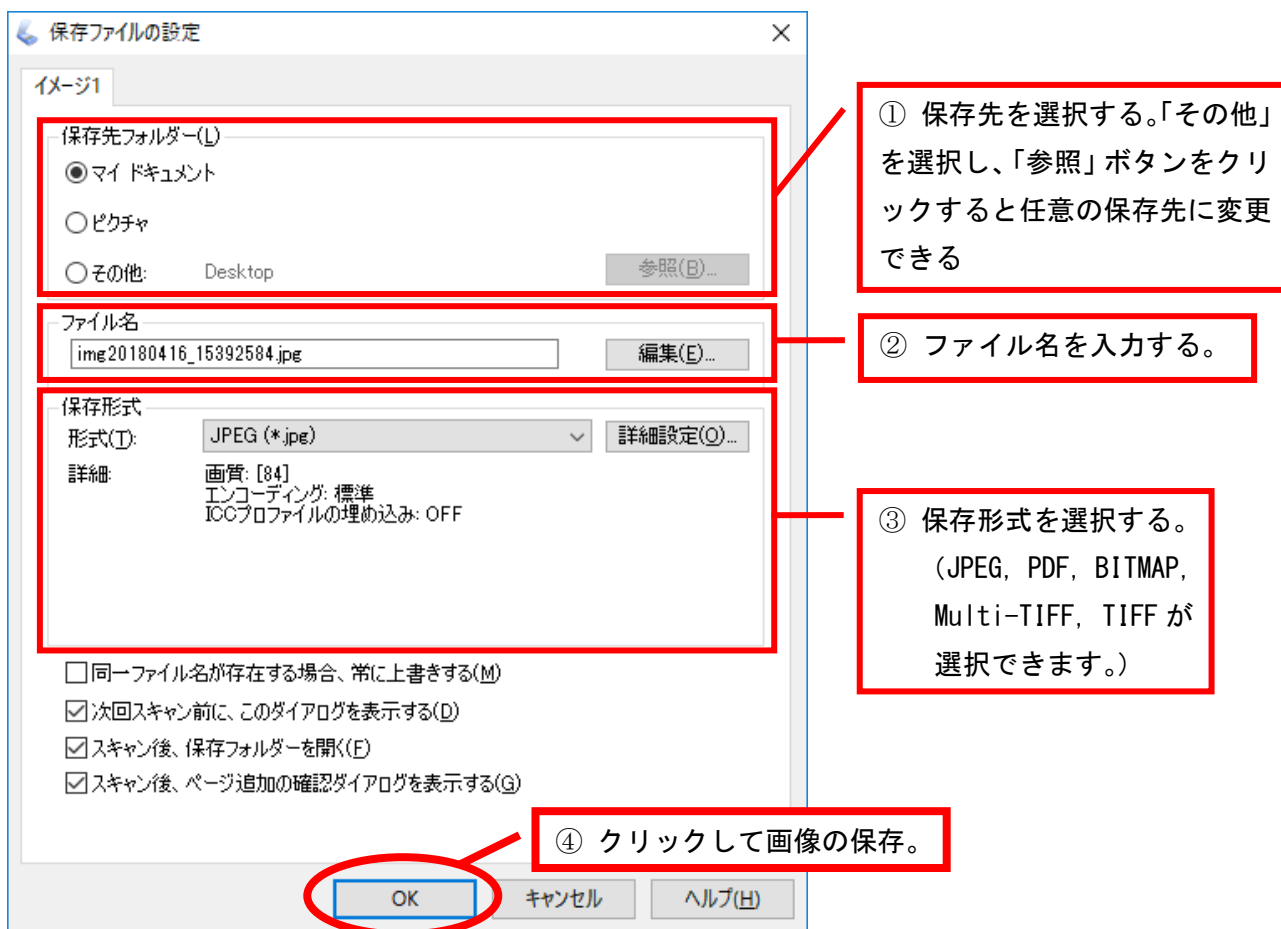 保存ファイルの設定
イメージ1
保存先フォルダー(L)
マイ ドキュメント
ピクチャ
その他: Desktop 参照(B)...
ファイル名
img20180416_15392584.jpg 編集(E)...
保存形式
形式(T): JPEG (*.jpg) 詳細設定(O)...
詳細: 画質: [84]
エンコーディング: 標準
ICCプロファイルの埋め込み: OFF
同一ファイル名が存在する場合、常に上書きする(M)
次回スキャン前に、このダイアログを表示する(D)
スキャン後、保存フォルダーを開く(F)
スキャン後、ページ追加の確認ダイアログを表示する(G)
OK キャンセル ヘルプ(H)
① 保存先を選択する。「その他」
を選択し、「参照」ボタンをクリ
ックすると任意の保存先に変更
できる
② ファイル名を入力する。
③ 保存形式を選択する。
(JPEG, PDF, BITMAP,
Multi-TIFF, TIFF が
選択できます。)
④ クリックして画像の保存。